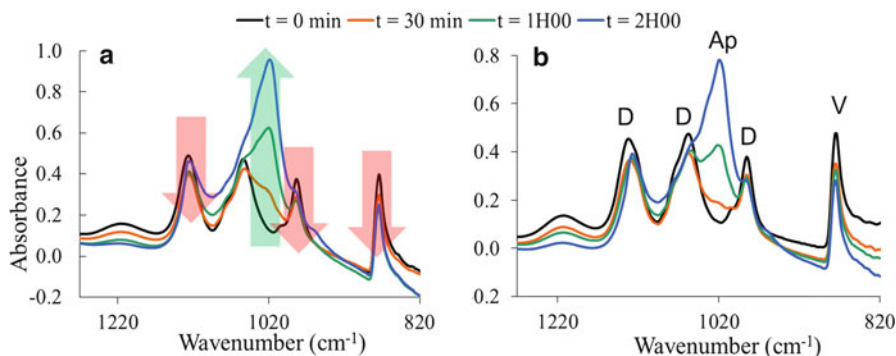 t = 0 min t = 30 min t = 1H00 t = 2H00
a
1.0
0.8
0.6
0.4
0.2
0.0
-0.2
Absorbance
1220 1020 820
Wavenumber (cm-1)
b
0.8
0.6
0.4
0.2
0.0
0.2
D D Ap D V
1220 1020 820
Wavenumber (cm-1)